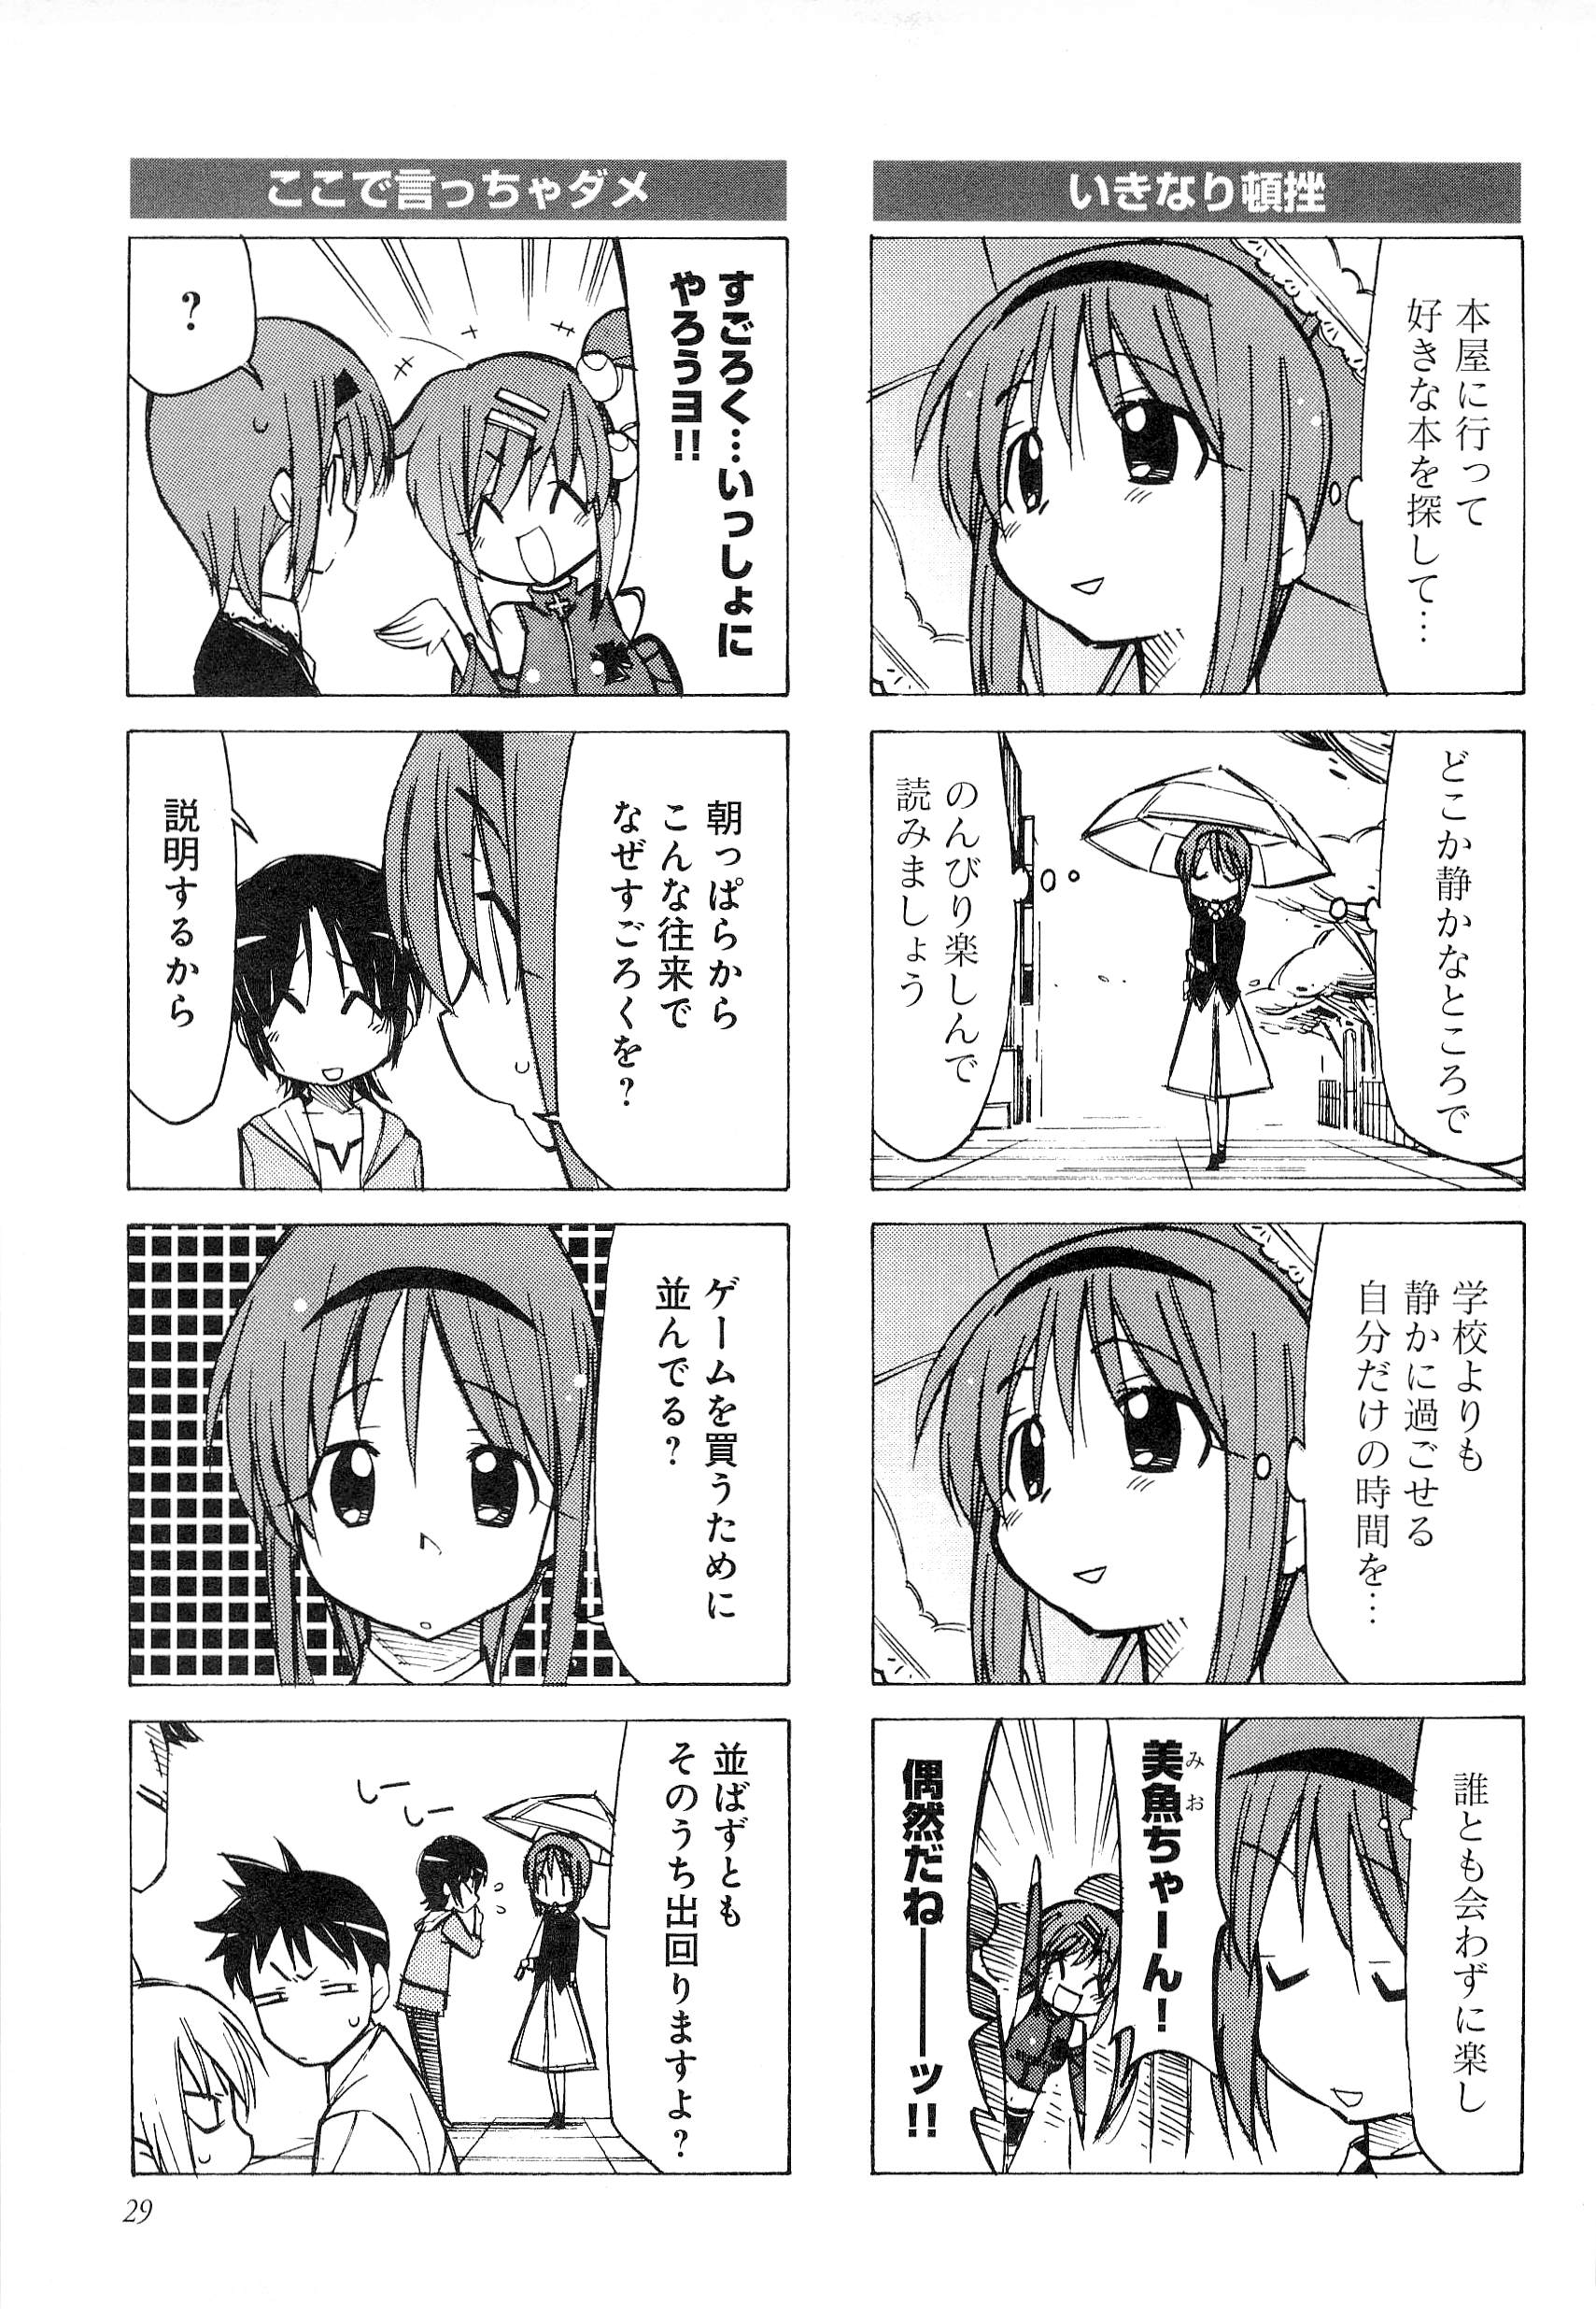 いきなり頓挫
本屋に行って
好きな本を探して…
どこか静かなところで
のんびり楽しんで
読みましょう
学校よりも
静かに過ごせる
自分だけの時間を…
誰とも会わずに楽し
美魚ちゃーん!
みお
偶然だね――――ッ!!
ここで言っちゃダメ
すごろく…いっしょに
やろうヨ!!
?
朝っぱらから
こんな往来で
なぜすごろくを?
説明するから
ゲームを買うために
並んでる?
並ばずとも
そのうち出回りますよ?
しー
しー
29